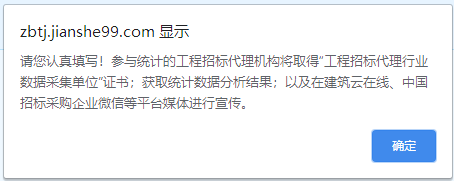 zbtj.jianshe99.com 显示
请您认真填写！参与统计的工程招标代理机构将取得"工程招标代理行业
数据采集单位"证书；获取统计数据分析结果；以及在建筑云在线、中国
招标采购企业微信等平台媒体进行宣传。
确定